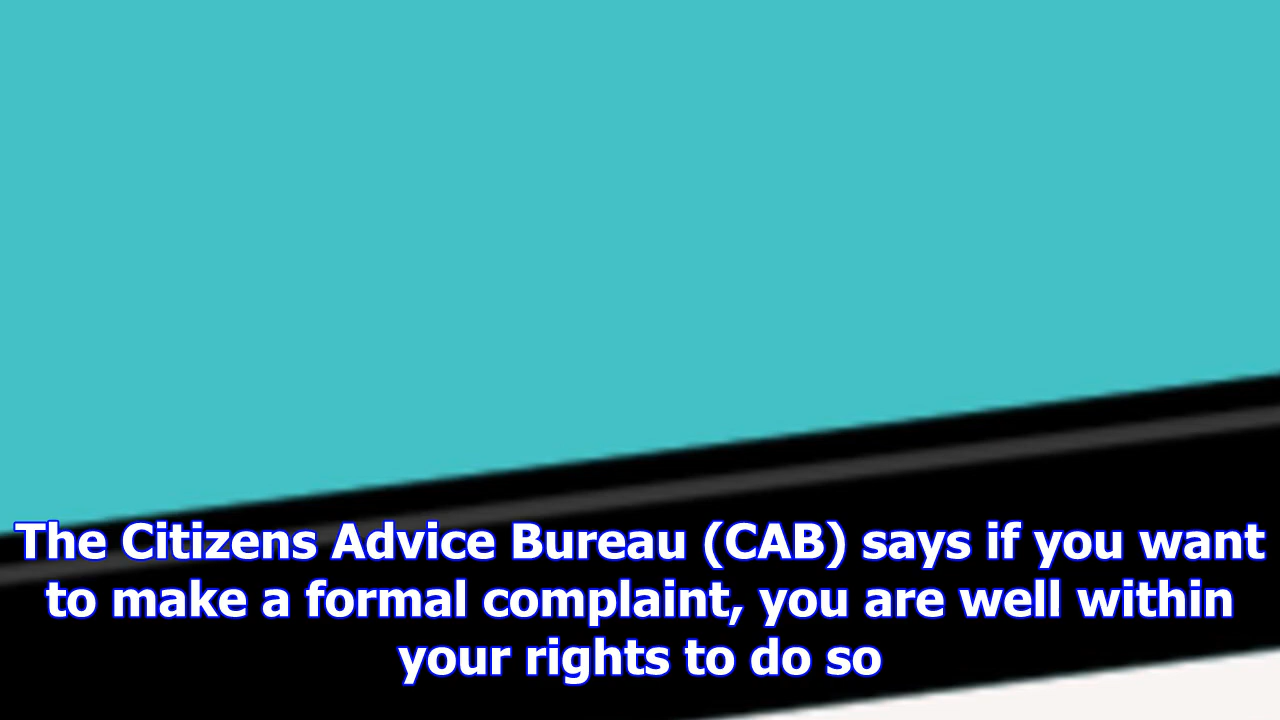 The Citizens Advice Bureau (CAB) says if you want
to make a formal complaint, you are well within
your rights to do so